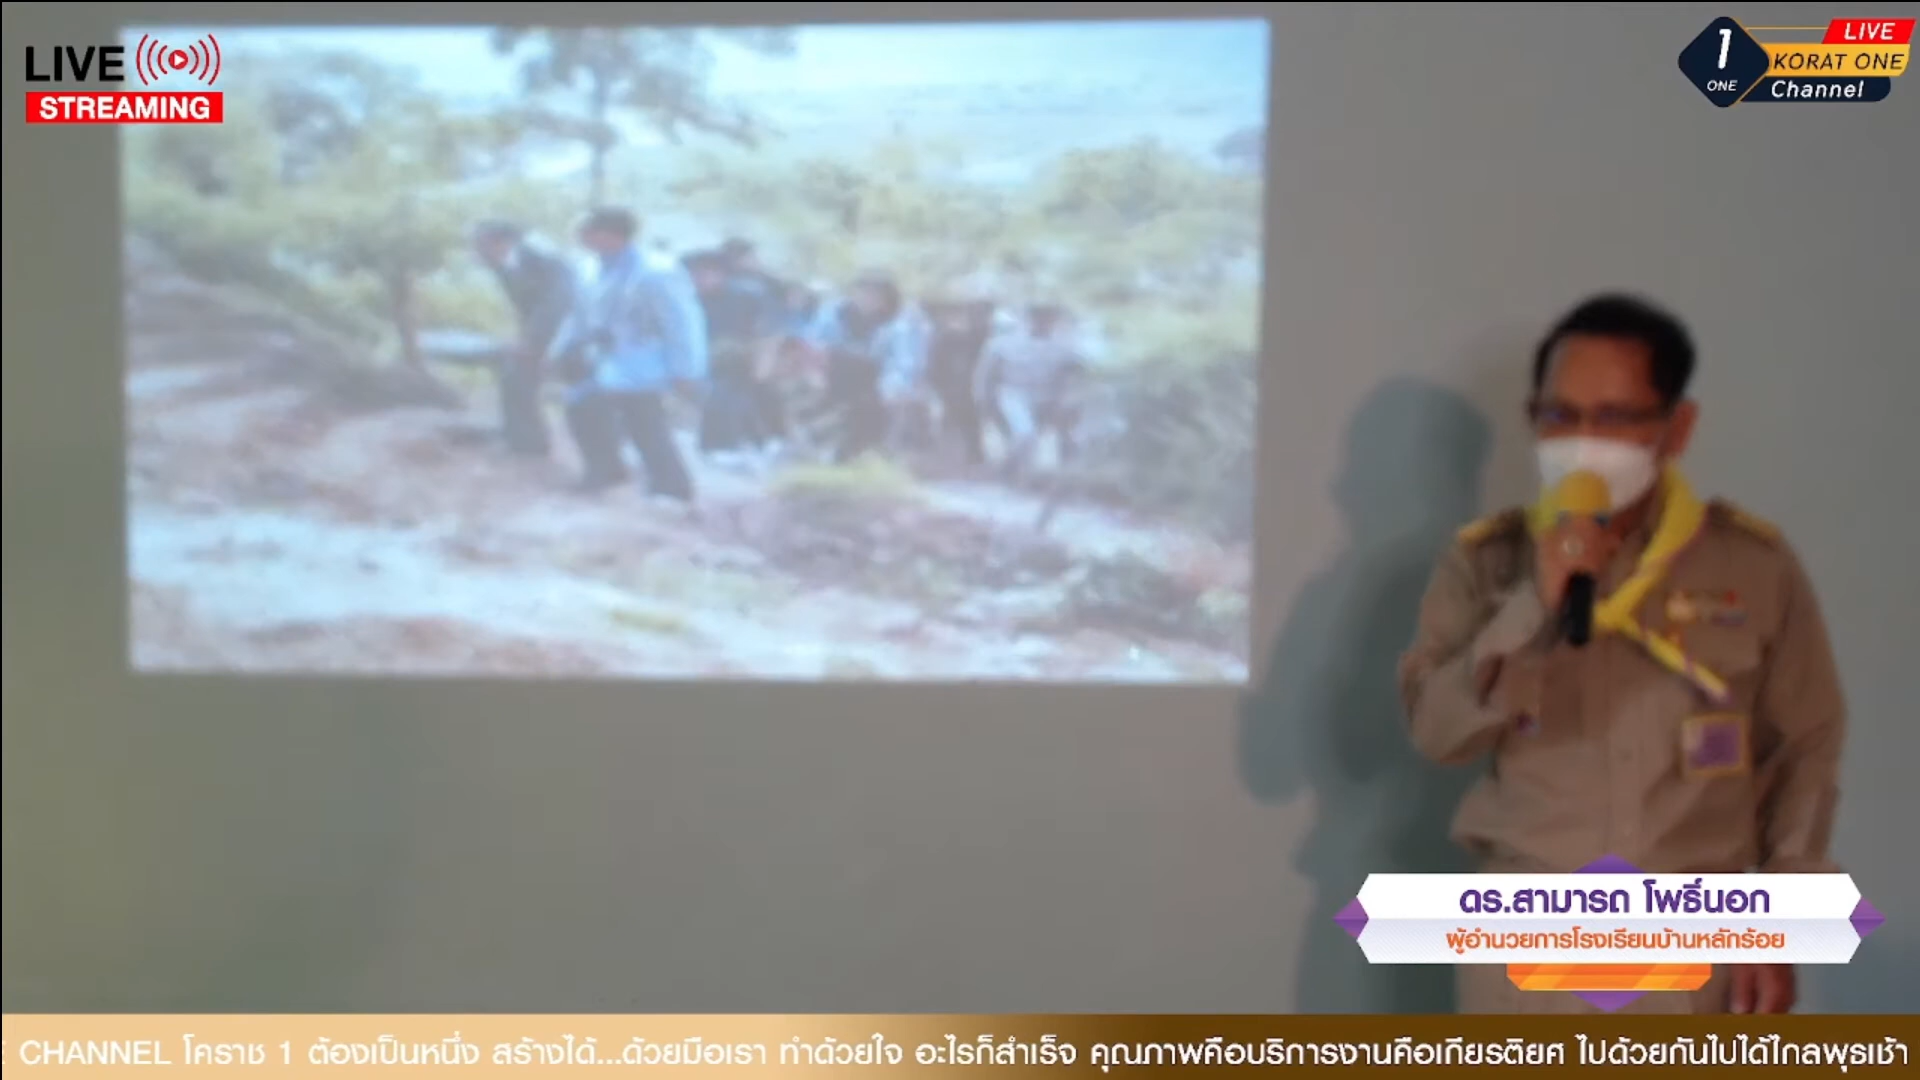 LIVE
STREAMING
1
ONE
LIVE
KORAT ONE
Channel
ดร.สามารถ โพธิ์นอก
ผู้อำนวยการโรงเรียนบ้านหลักร้อย
CHANNEL โคราช 1 ต้องเป็นหนึ่ง สร้างได้...ด้วยมือเรา ทำด้วยใจ อะไรก็สำเร็จ คุณภาพคือบริการงานคือเกียรติยศ ไปด้วยกันไปได้ไกลพุธเช้า